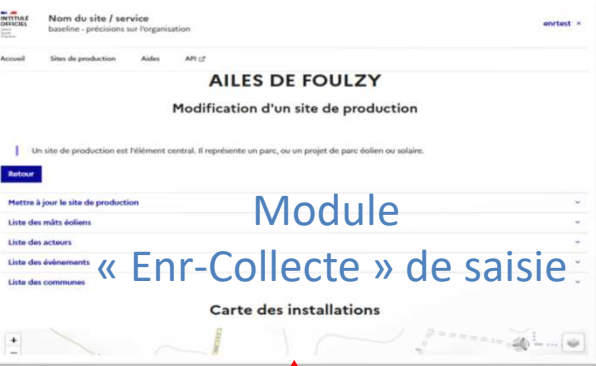 INTITULÉ
OFFICIEL
Nom du site / service
baseline - précisions sur l'organisation
enrtest
Accueil Sites de production Aides API
AILES DE FOULZY
Modification d'un site de production
Un site de production est l'élément central. Il représente un parc, ou un projet de parc éolien ou solaire.
Retour
Mettre à jour le site de production
Liste des mâts éoliens
Liste des acteurs
Liste des évènements
Liste des communes
Module
« Enr-Collecte » de saisie
Carte des installations
+
−